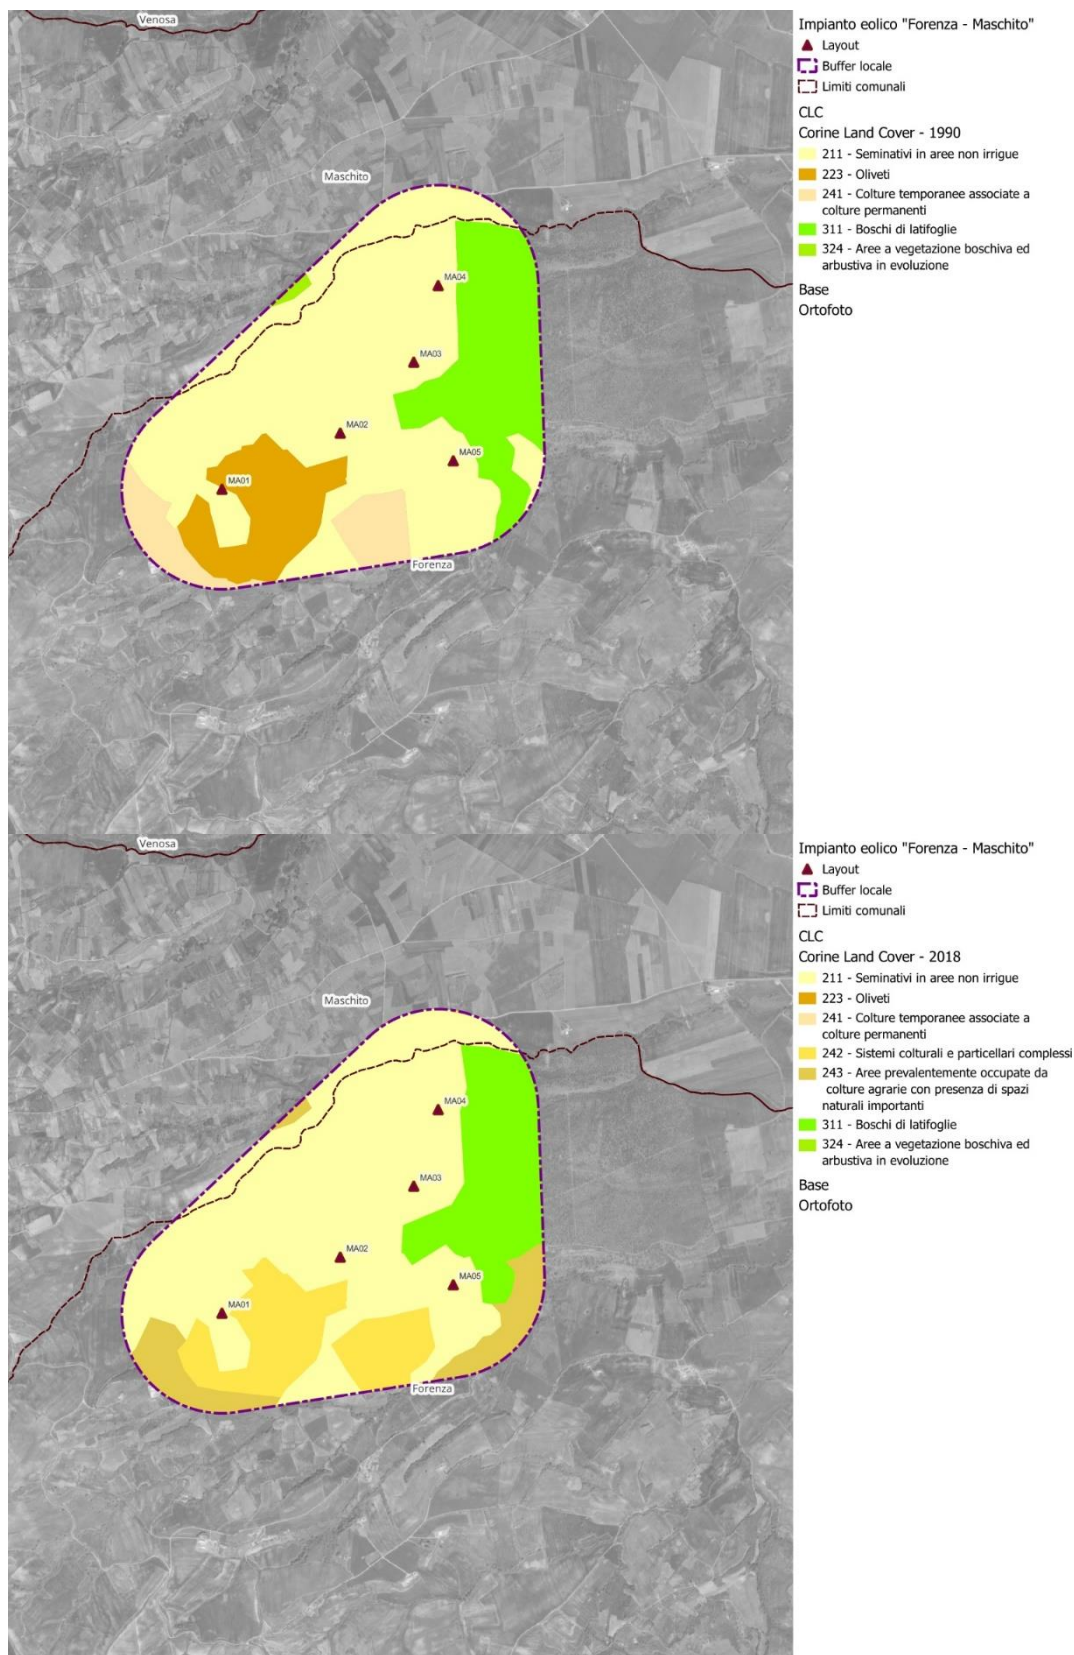 Venosa
Maschito
MA04
MA03
MA02
MA05
MA01
Forenza
Impianto eolico "Forenza - Maschito"
Layout
Buffer locale
Limiti comunali
CLC
Corine Land Cover - 1990
211 - Seminativi in aree non irrigue
223 - Oliveti
241 - Colture temporanee associate a
colture permanenti
311 - Boschi di latifoglie
324 - Aree a vegetazione boschiva ed
arbustiva in evoluzione
Base
Ortofoto
Venosa
Maschito
MA04
MA03
MA02
MA05
MA01
Forenza
Impianto eolico "Forenza - Maschito"
Layout
Buffer locale
Limiti comunali
CLC
Corine Land Cover - 2018
211 - Seminativi in aree non irrigue
223 - Oliveti
241 - Colture temporanee associate a
colture permanenti
242 - Sistemi colturali e particellari complessi
243 - Aree prevalentemente occupate da
colture agrarie con presenza di spazi
naturali importanti
311 - Boschi di latifoglie
324 - Aree a vegetazione boschiva ed
arbustiva in evoluzione
Base
Ortofoto